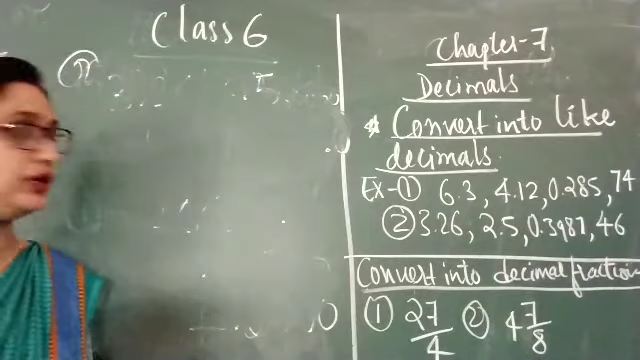 Class 6
Chapter-7
Decimals
* Convert into like
decimals.
Ex-① 6.3, 4.12, 0.285, 74
② 3.26, 2.5, 0.3987, 46
Convert into decimal fraction
① 27/4 ② 4 7/8